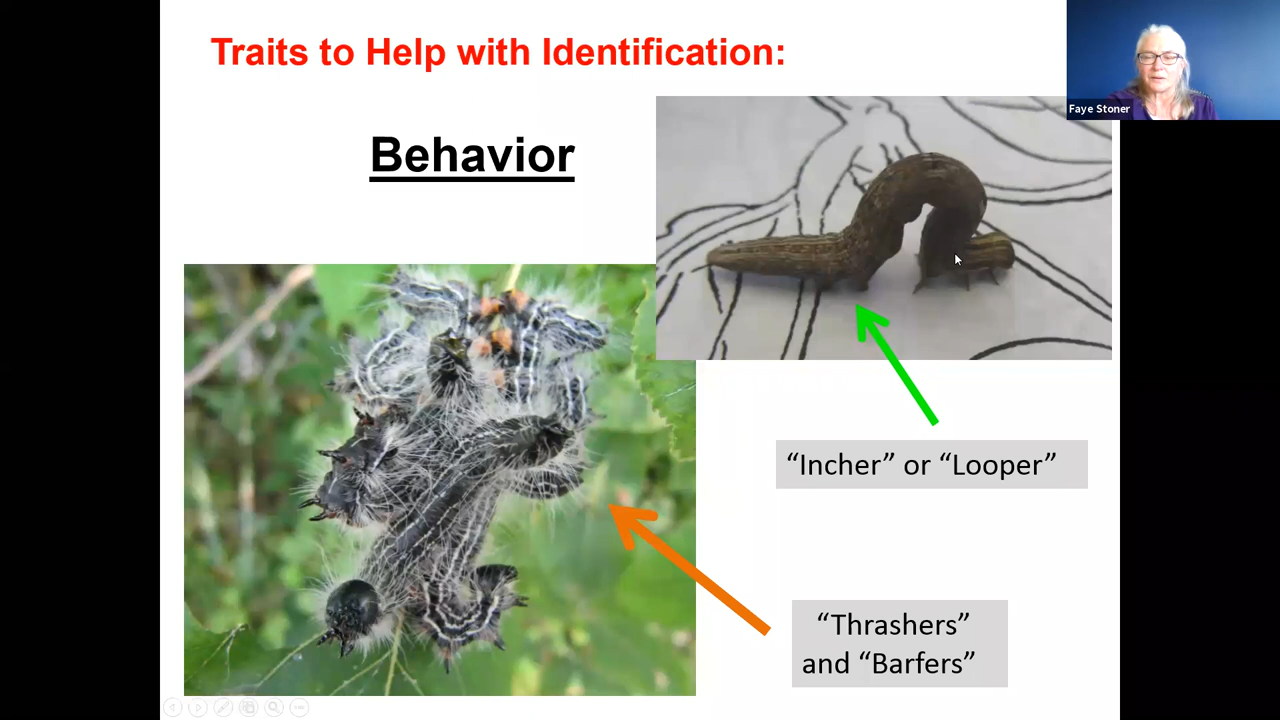 Traits to Help with Identification:
Faye Stoner
Behavior
“Incher” or “Looper”
“Thrashers”
and “Barfers”